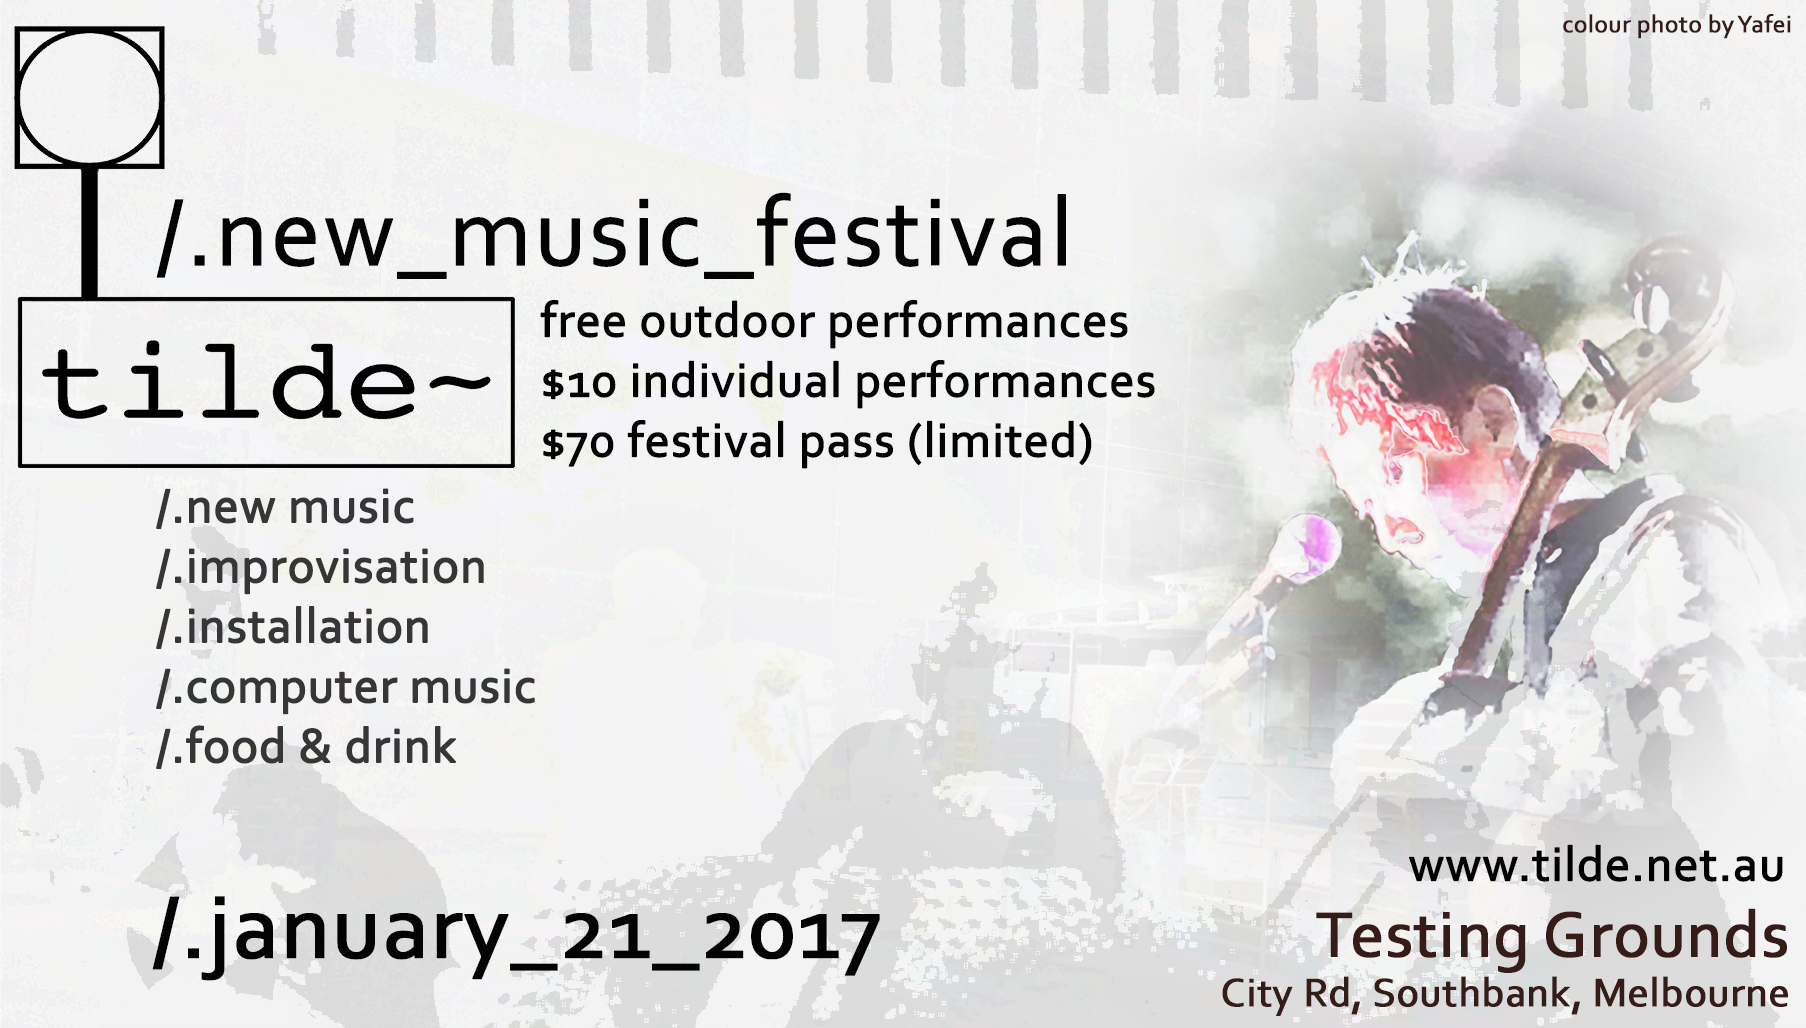 colour photo by Yafei
/.new_music_festival
tilde~
free outdoor performances
$10 individual performances
$70 festival pass (limited)
/.new music
/.improvisation
/.installation
/.computer music
/.food & drink
/.january_21_2017
www.tilde.net.au
Testing Grounds
City Rd, Southbank, Melbourne